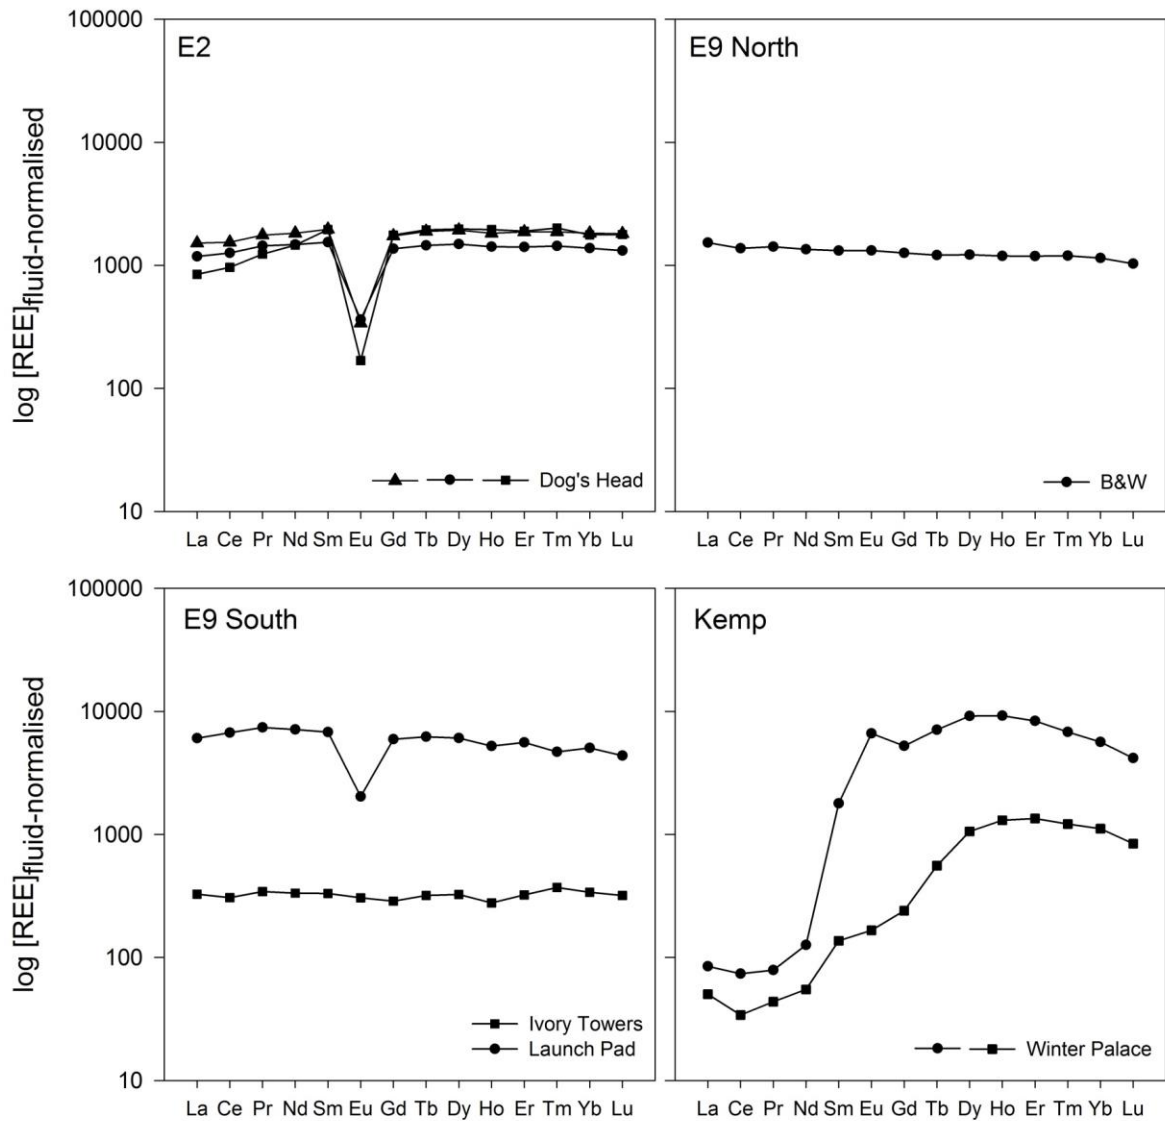 E2
E9 North
100000
10000
1000
100
10
log [REE]fluid-normalised
Dog's Head
B&W
La Ce Pr Nd Sm Eu Gd Tb Dy Ho Er Tm Yb Lu
La Ce Pr Nd Sm Eu Gd Tb Dy Ho Er Tm Yb Lu
E9 South
Kemp
100000
10000
1000
100
10
log [REE]fluid-normalised
Ivory Towers
Launch Pad
Winter Palace
La Ce Pr Nd Sm Eu Gd Tb Dy Ho Er Tm Yb Lu
La Ce Pr Nd Sm Eu Gd Tb Dy Ho Er Tm Yb Lu